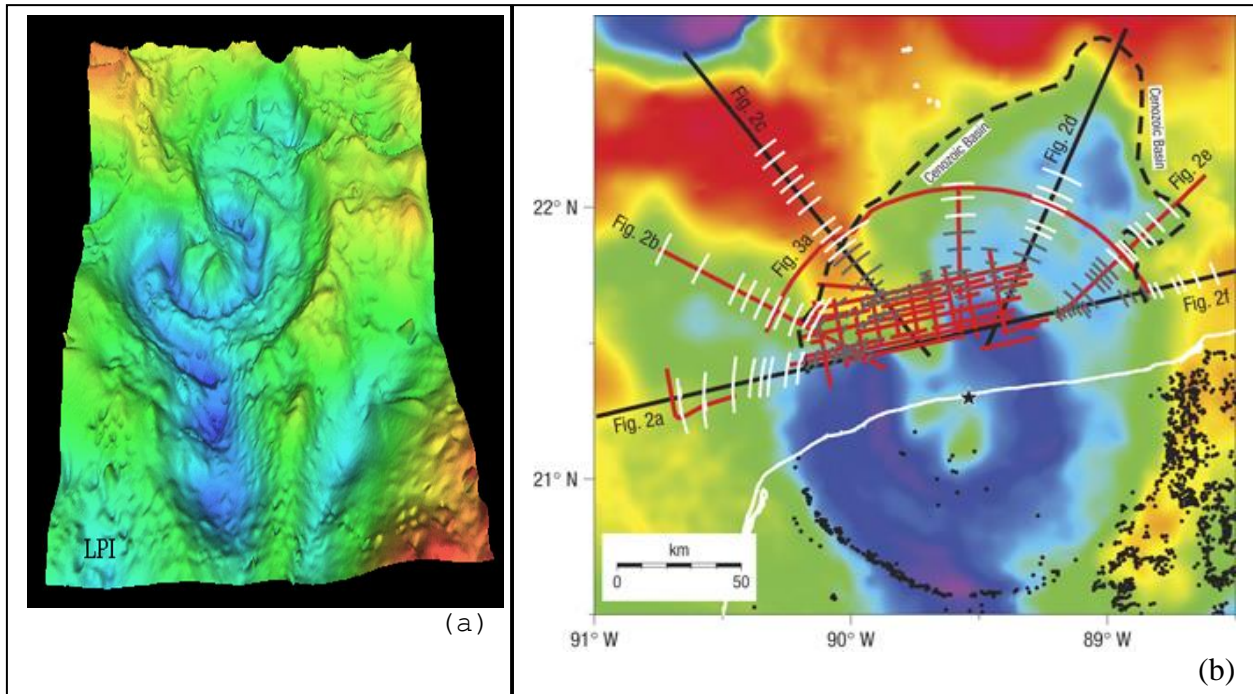 LPI
(a)
Fig. 2c
Cenozoic Basin
Fig. 2d
Cenozoic Basin
Fig. 2e
22° N
Fig. 2b
Fig. 3a
Fig. 2f
Fig. 2a
21° N
km
0 50
91° W 90° W 89° W
(b)